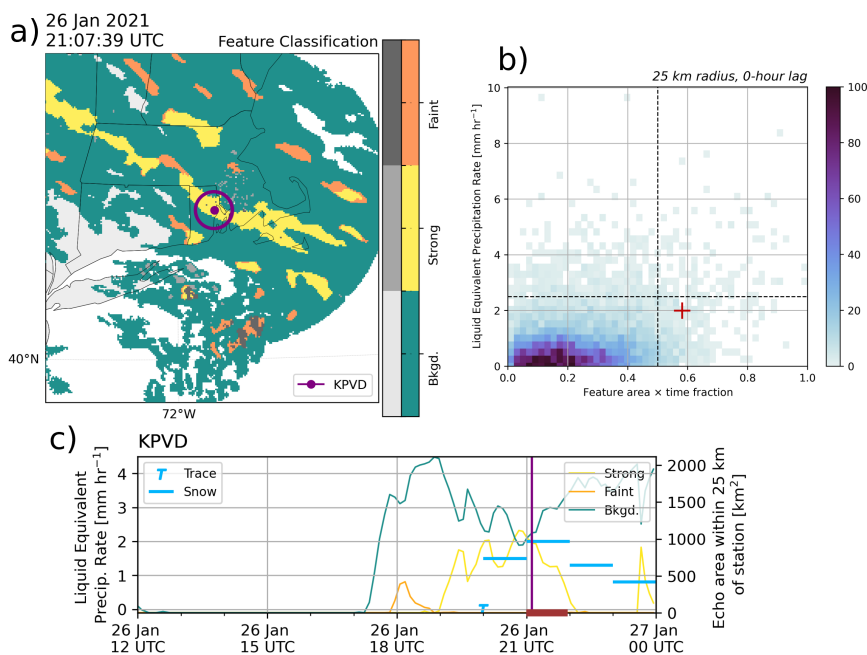 a)
26 Jan 2021
21:07:39 UTC
Feature Classification
Faint
Strong
Bkgd.
40°N
72°W
KPVD
b)
25 km radius, 0-hour lag
Liquid Equivalent Precipitation Rate [mm hr⁻¹]
10
8
6
4
2
0
0.0 0.2 0.4 0.6 0.8 1.0
Feature area × time fraction
100
80
60
40
20
0
c)
KPVD
Liquid Equivalent
Precip. Rate [mm hr⁻¹]
4
3
2
1
0
T Trace
Snow
T
Strong
Faint
Bkgd.
2000
1500
1000
500
0
Echo area within 25 km
of station [km²]
26 Jan 26 Jan 26 Jan 26 Jan 27 Jan
12 UTC 15 UTC 18 UTC 21 UTC 00 UTC